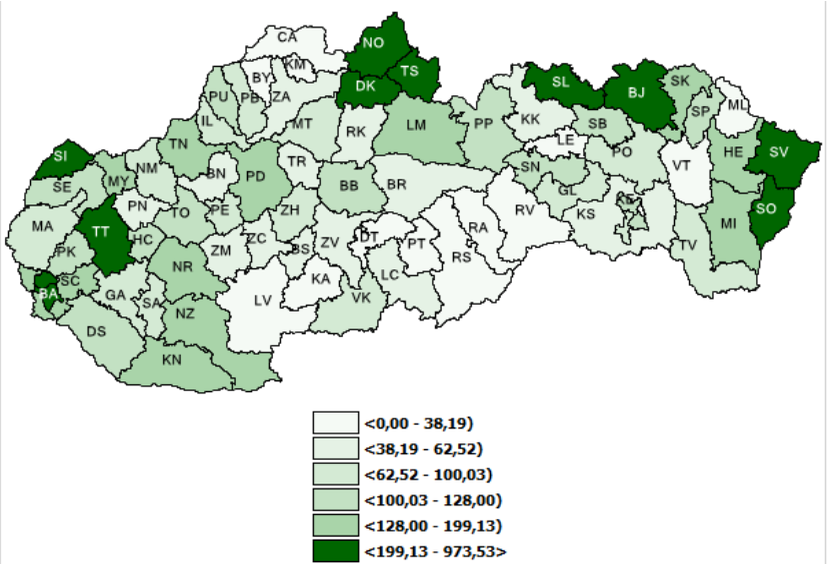 CA
NO
KM
TS
BY
DK
SL
BJ
SK
PU
PB
ZA
SP
ML
IL
MT
RK
LM
PP
KK
SB
TN
LE
PO
HE
SV
SI
NM
TR
SN
VT
SE
MY
BN
PD
BB
BR
GL
PN
TO
PE
ZH
RV
KS
KE
SO
MA
TT
HC
ZM
ZC
ZV
DT
PT
RA
MI
PK
BS
RS
TV
NR
LC
BA
SC
GA
SA
LV
KA
VK
DS
NZ
KN
<0,00 - 38,19)
<38,19 - 62,52)
<62,52 - 100,03)
<100,03 - 128,00)
<128,00 - 199,13)
<199,13 - 973,53>